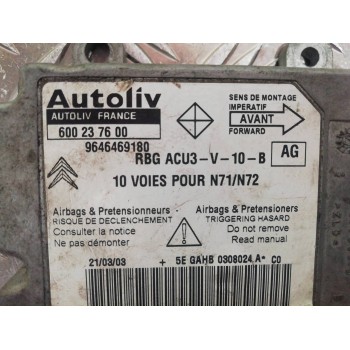 Autoliv
AUTOLIV FRANCE
600 23 76 00
9646469180
SENS DE MONTAGE
IMPERATIF
AVANT
FORWARD
RBG ACU3-V-10-B
AG
10 VOIES POUR N71/N72
Airbags & Pretensionneurs
RISQUE DE DECLENCHEMENT
Consulter la notice
Ne pas démonter
Airbags & Pretensioners
TRIGGERING HASARD
Do not remove
Read manual
21/03/03 + 5E GAHB 0308024 A* C0